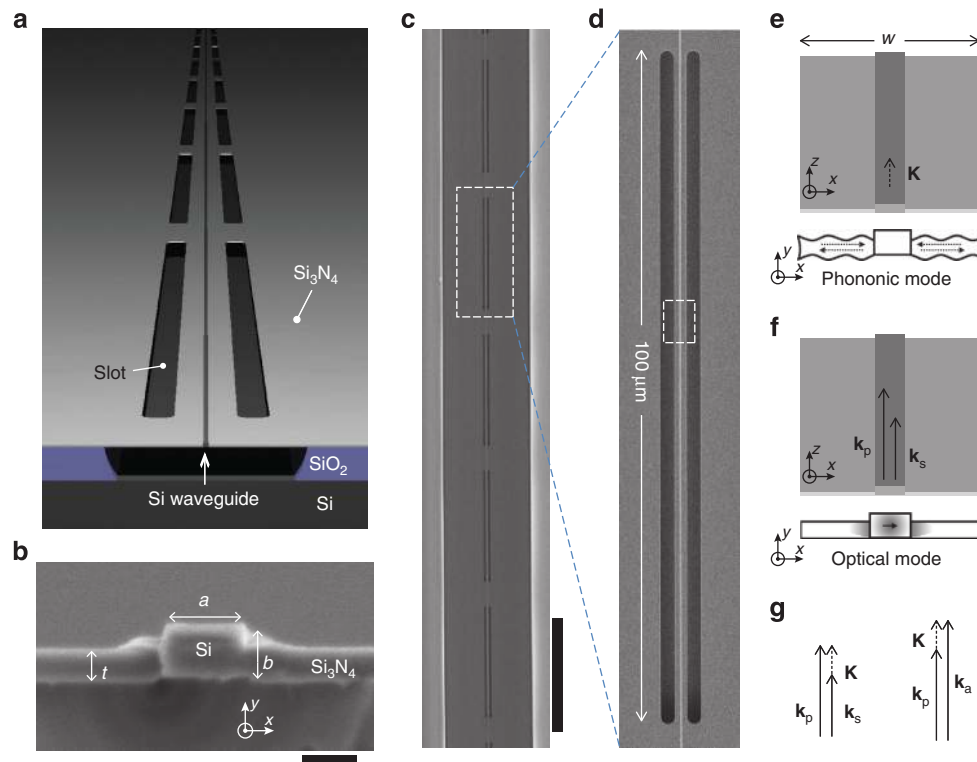 a
Si₃N₄
Slot
SiO₂
Si waveguide
Si
b
a
Si
b
Si₃N₄
t
y
x
c
d
100 µm
e
w
z
x
K
y
x
Phononic mode
f
kₚ
kₛ
z
x
y
x
Optical mode
g
K
kₚ
kₛ
K
kₚ
kₐ